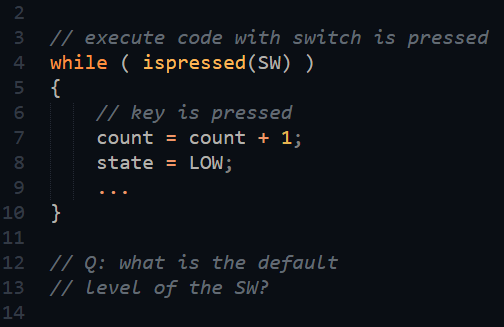 2
3 // execute code with switch is pressed
4 while ( ispressed(SW) )
5 {
6 // key is pressed
7 count = count + 1;
8 state = LOW;
9 ...
10 }
11
12 // Q: what is the default
13 // level of the SW?
14